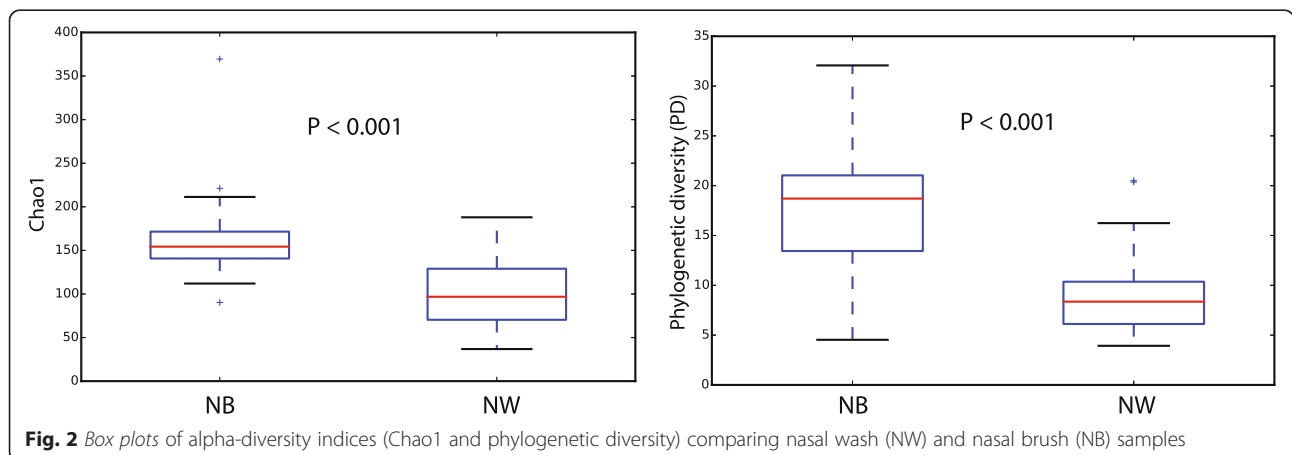 400
350
300
250
200
150
100
50
0
Chao1
P < 0.001
NB NW
35
30
25
20
15
10
5
0
Phylogenetic diversity (PD)
P < 0.001
NB NW
Fig. 2 Box plots of alpha-diversity indices (Chao1 and phylogenetic diversity) comparing nasal wash (NW) and nasal brush (NB) samples